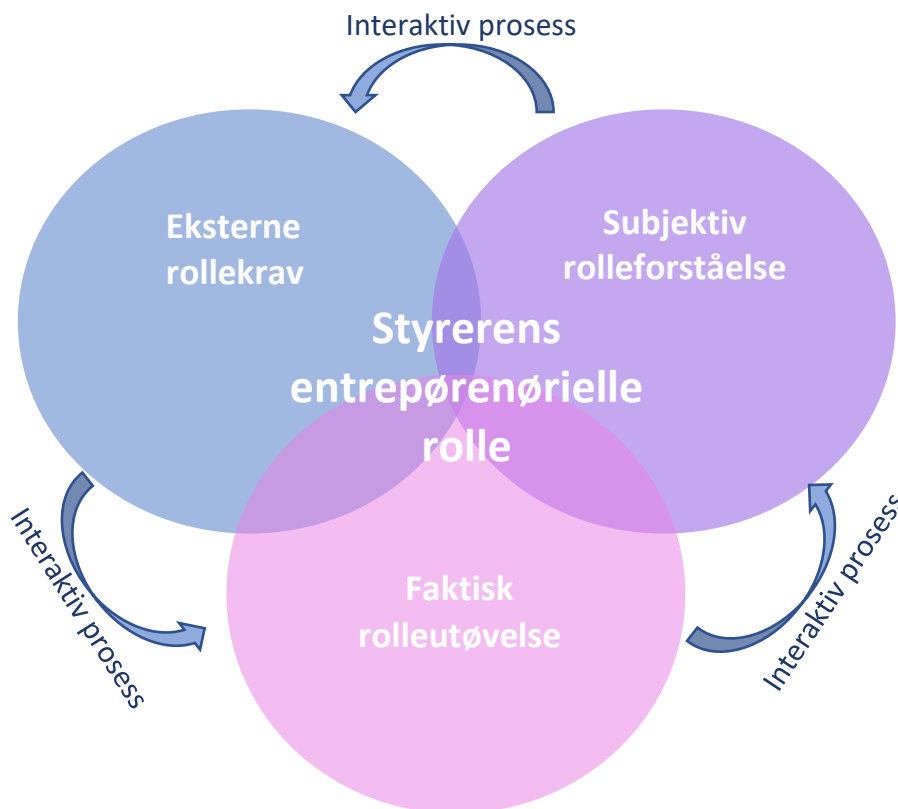 Interaktiv prosess
Eksterne
rollekrav
Subjektiv
rolleforståelse
Styrerens
entrepørenørielle
rolle
Faktisk
rolleutøvelse
Interaktiv prosess
Interaktiv prosess